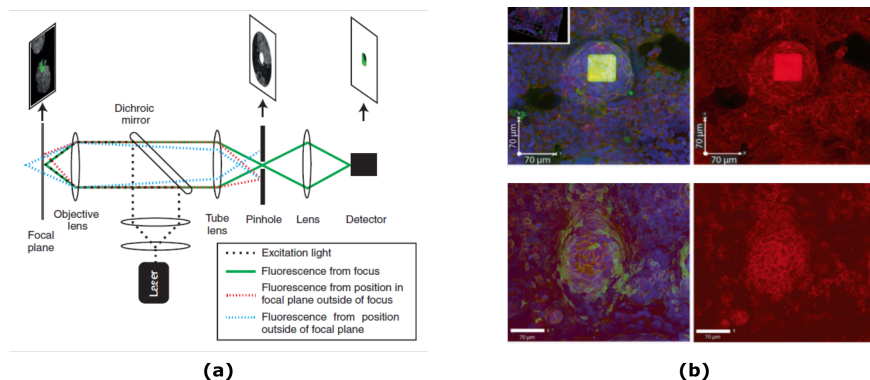 Dichroic
mirror
Objective
lens
Tube
lens
Pinhole
Lens
Detector
Focal
plane
Laser
Excitation light
Fluorescence from focus
Fluorescence from position in
focal plane outside of focus
Fluorescence from position
outside of focal plane
(a)
70 µm
70 µm
x
70 µm
70 µm
x
70 µm
x
70 µm
x
(b)